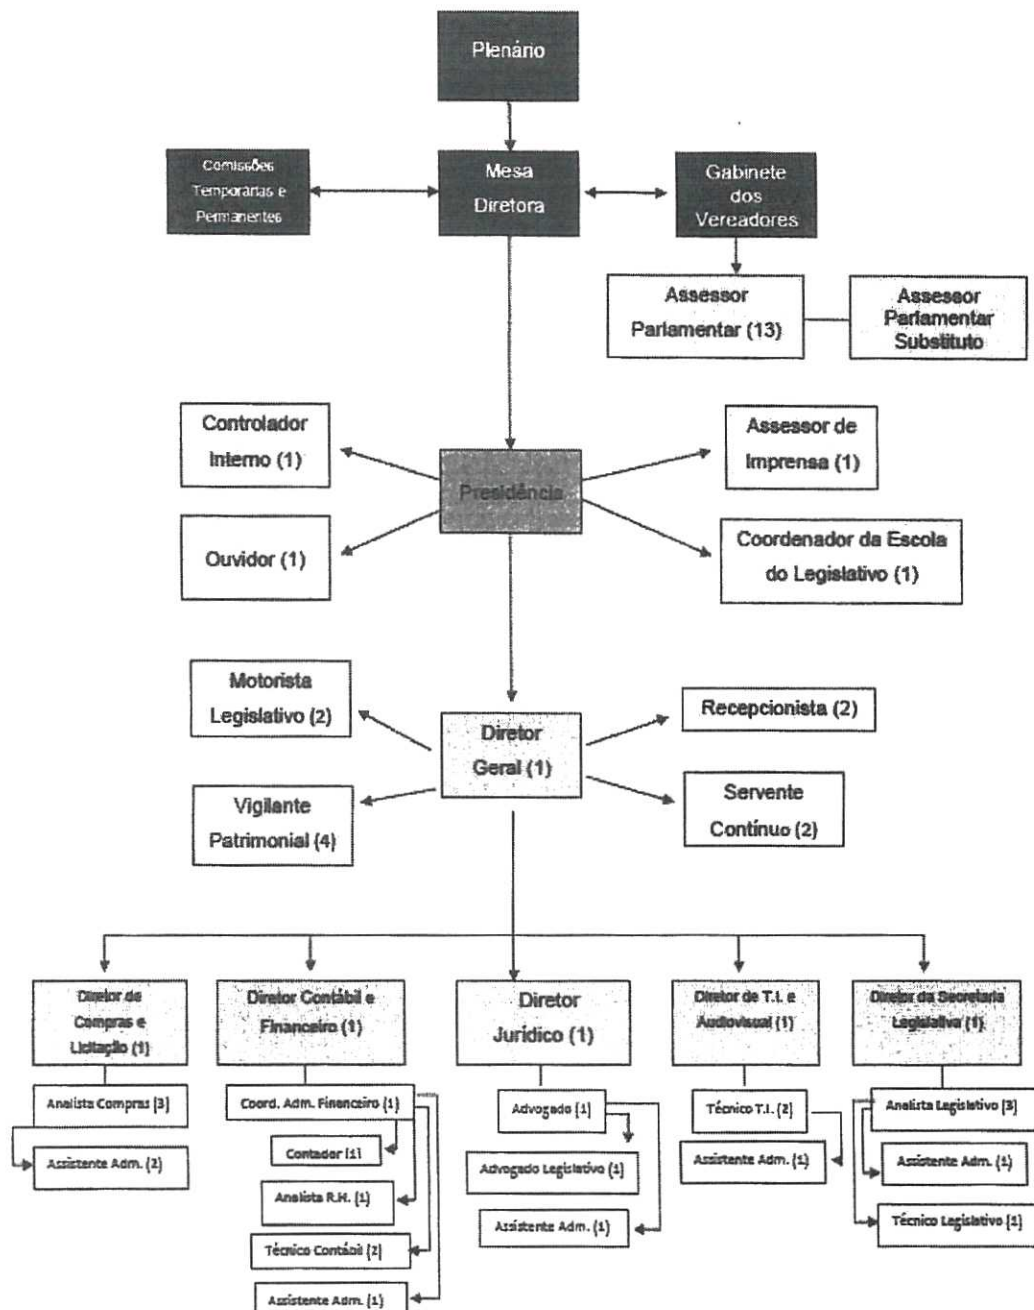 Plenário
Comissões
Temporárias e
Permanentes
Mesa
Diretora
Gabinete
dos
Vereadores
Assessor
Parlamentar (13)
Assessor
Parlamentar
Substituto
Controlador
Interno (1)
Assessor de
Imprensa (1)
Presidência
Ouvidor (1)
Coordenador da Escola
do Legislativo (1)
Motorista
Legislativo (2)
Recepcionista (2)
Diretor
Geral (1)
Vigilante
Patrimonial (4)
Servente
Contínuo (2)
Diretor de
Compras e
Licitação (1)
Diretor Contábil e
Financeiro (1)
Diretor
Jurídico (1)
Diretor de T.I. e
Audiovisual (1)
Diretor da Secretaria
Legislativa (1)
Analista Compras (3)
Assistente Adm. (2)
Coord. Adm. Financeiro (1)
Contador (1)
Analista R.H. (1)
Técnico Contábil (2)
Assistente Adm. (1)
Advogado (1)
Advogado Legislativo (1)
Assistente Adm. (1)
Técnico T.I. (2)
Assistente Adm. (1)
Analista Legislativo (3)
Assistente Adm. (1)
Técnico Legislativo (1)